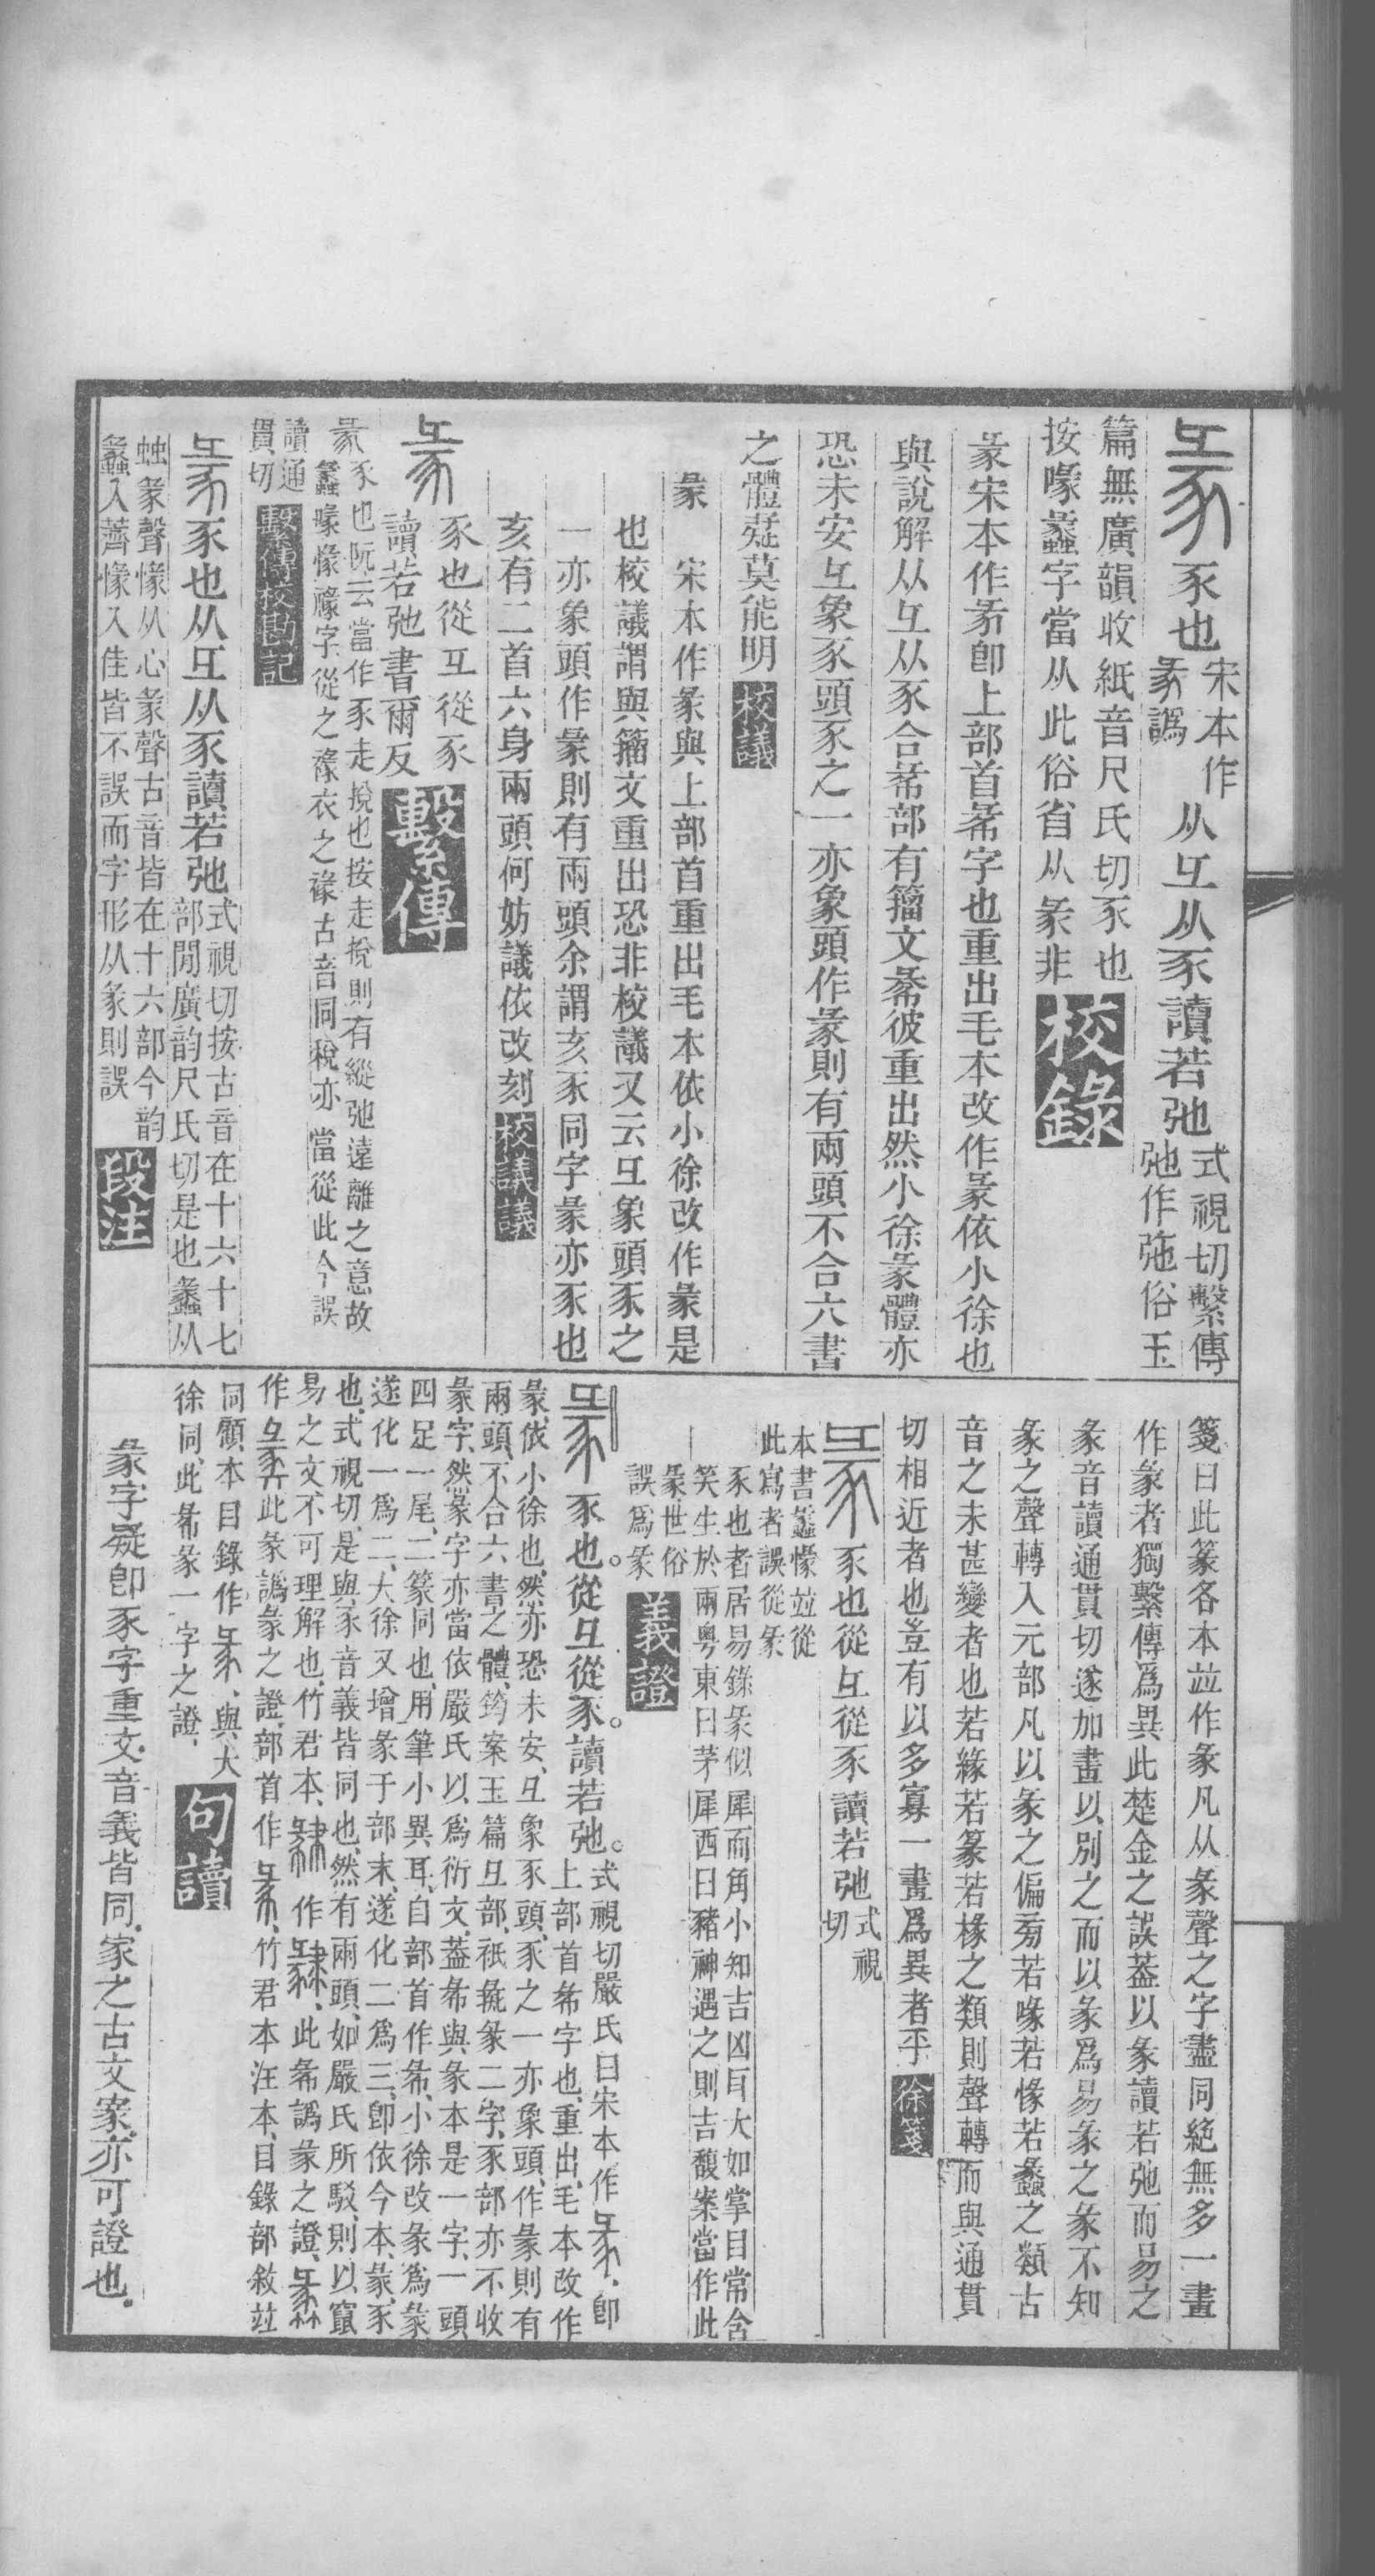 豕也宋本作㣇譌从彑从豕讀若弛式視切繫傳弛作㢮俗玉
篇無廣韻收紙音尺氏切豕也
按喙蠡字當从此俗省从彖非
校錄
彖宋本作㣇卽上部首㣇字也重出毛本改作彖依小徐也
與說解从彑从豕合㣇部有籀文彼重出然小徐彖體亦
恐未安彑象豕頭豕之一亦象頭作彖則有兩頭不合六書
之體疑莫能明
校議
彖　宋本作㣇與上部首重出毛本依小徐改作彖是
也校議謂與籀文重出恐非校議又云彑象頭豕之
一亦象頭作彖則有兩頭余謂亥豕同字彖亦豕也
亥有二首六身兩頭何妨議依改刻
校議議
豕也從彑從豕
讀若弛書爾反
繫傳
彖豕也阮云當作豕走挩也按走挩則有縱弛遠離之意故
蠡喙㥟禒字從之褖衣之褖古音同稅亦當從此今誤
讀通
貫切
繫傳校勘記
豕也从彑从豕讀若弛式視切按古音在十六十七
部閒廣韵尺氏切是也蠡从
䖵彖聲㥟从心彖聲古音皆在十六部今韵
蠡入薺㥟入佳皆不誤而字形从彖則誤
段注
箋曰此篆各本竝作彖凡从彖聲之字盡同絶無多一畫
作彖者獨繫傳爲異此楚金之誤葢以彖讀若弛而易之
彖音讀通貫切遂加畫以別之而以彖爲易彖之彖不知
彖之聲轉入元部凡以彖之偏旁若喙若㥟若蠡之類古
音之未甚變者也若緣若篆若椽之類則聲轉而與通貫
切相近者也豈有以多寡一畫爲異者乎
徐箋
豕也從彑從豕讀若弛式視切
本書蠡㥟竝從
此寫者誤從彖
豕也者居易錄彖似犀而角小知吉凶耳大如掌目常含
笑生於兩粤東曰茅犀西曰豬神遇之則吉馥案當作此
彖世俗
誤爲彖
義證
豕也。從彑從豕。讀若弛。式視切嚴氏曰宋本作、卽
上部首㣇字也、重出、毛本改作
彖、依小徐也、然亦恐未安、彑象豕頭、豕之一亦象頭、作彖則有
兩頭、不合六書之體、筠案玉篇彑部、祇彘彖二字、豕部亦不收
彖字、然彖字亦當依嚴氏以爲衍文、葢㣇與彖本是一字、一頭
四足一尾、二篆同也、用筆小異耳、自部首作㣇、小徐改彖爲彖
遂化一爲二、大徐又增彖于部末、遂化二爲三、卽依今本、彖、豕
也、式視切、是與豕音義皆同也、然有兩頭、如嚴氏所駁、則以竄
易之文、不可理解也、竹君本、作、此㣇譌彖之證、
作此彖譌彖之證、部首作、竹君本汪本、目錄部敘竝
同、顧本目錄作、與大
徐同、此㣇彖一字之證、
句讀
彖字疑卽豕字重文、音義皆同、家之古文㒸、亦可證也、